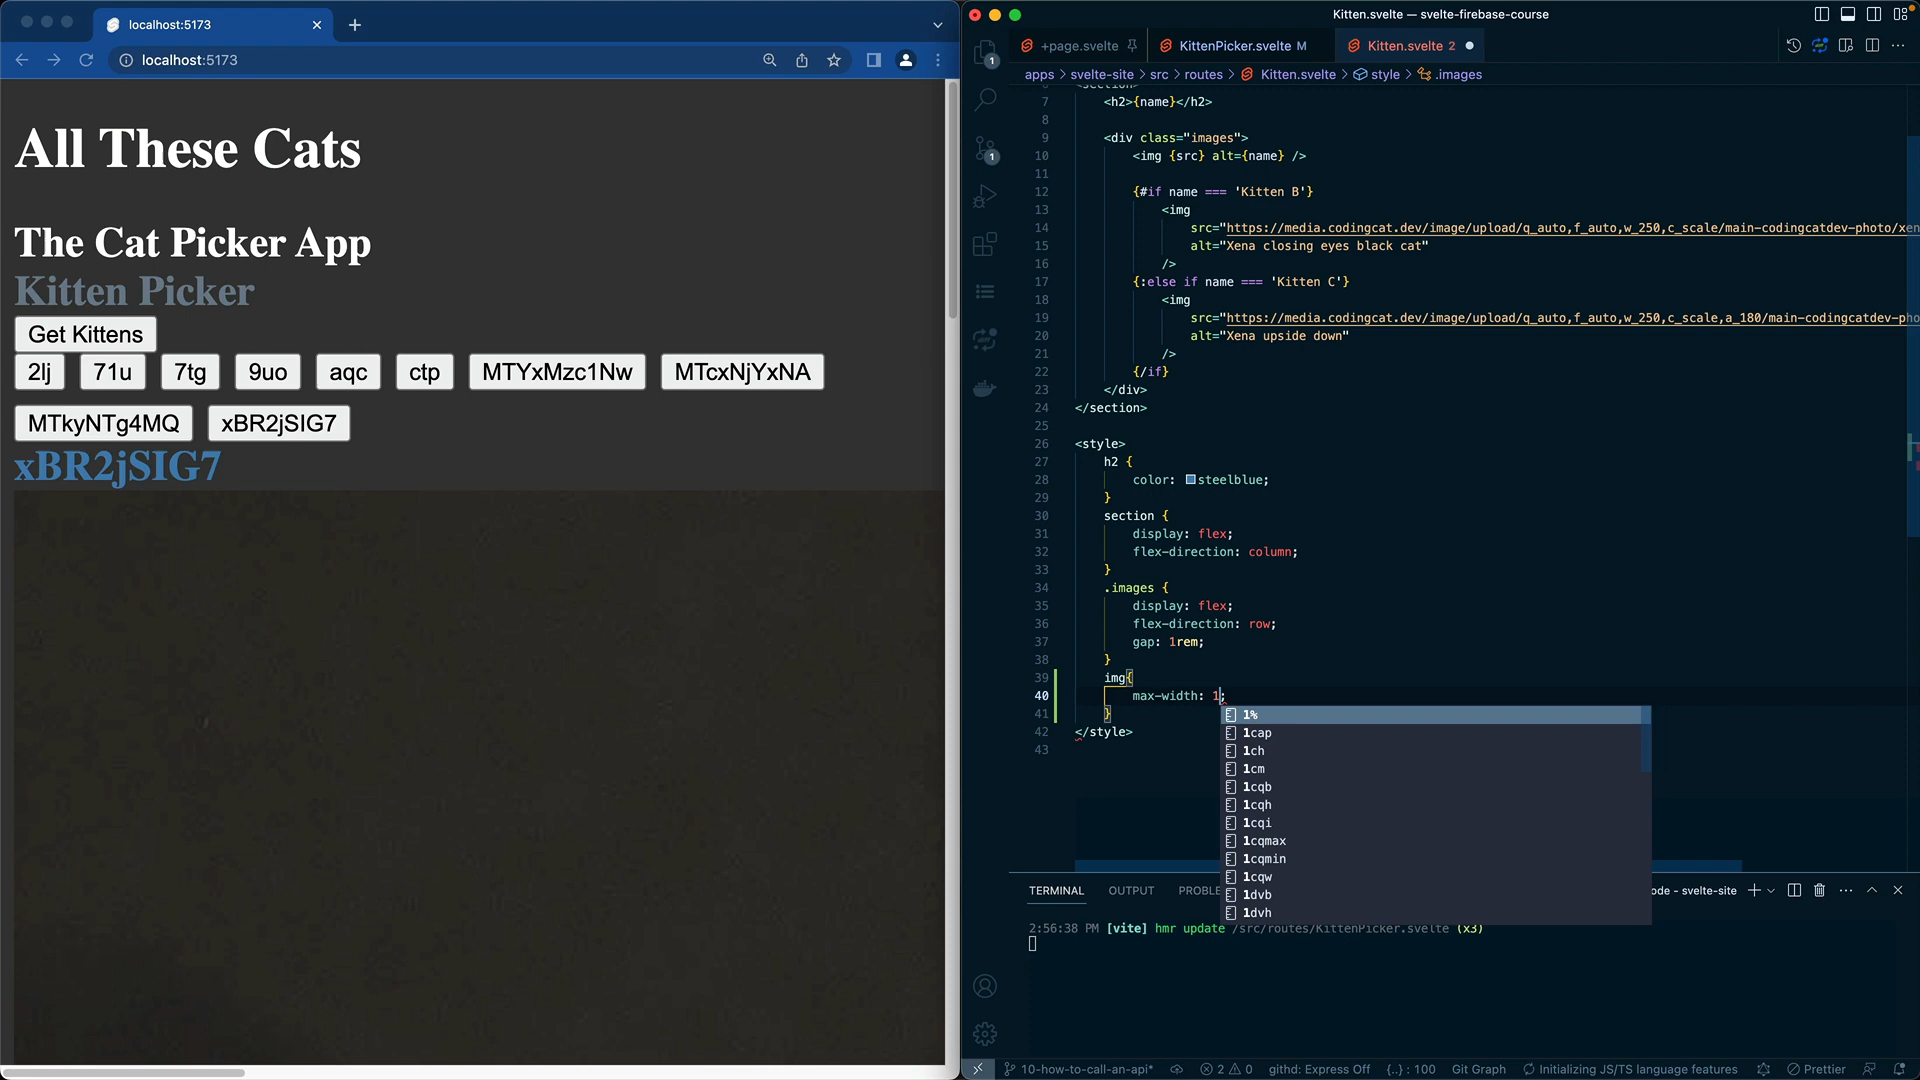 localhost:5173
localhost:5173
All These Cats
The Cat Picker App
Kitten Picker
Get Kittens
2lj 71u 7tg 9uo aqc ctp MTYxMzc1Nw MTcxNjYxNA
MTkyNTg4MQ xBR2jSIG7
xBR2jSIG7
Kitten.svelte — svelte-firebase-course
+page.svelte KittenPicker.svelte M Kitten.svelte 2
apps > svelte-site > src > routes > Kitten.svelte > style > .images
1
1
<section>
7 <h2>{name}</h2>
8
9 <div class="images">
10 <img {src} alt={name} />
11
12 {#if name === 'Kitten B'}
13 <img
14 src="https://media.codingcat.dev/image/upload/q_auto,f_auto,w_250,c_scale/main-codingcatdev-photo/xen
15 alt="Xena closing eyes black cat"
16 />
17 {:else if name === 'Kitten C'}
18 <img
19 src="https://media.codingcat.dev/image/upload/q_auto,f_auto,w_250,c_scale,a_180/main-codingcatdev-pho
20 alt="Xena upside down"
21 />
22 {/if}
23 </div>
24 </section>
25
26 <style>
27 h2 {
28 color: steelblue;
29 }
30 section {
31 display: flex;
32 flex-direction: column;
33 }
34 .images {
35 display: flex;
36 flex-direction: row;
37 gap: 1rem;
38 }
39 img{
40 max-width: 1;
41 }
42 </style>
43
1%
1cap
1ch
1cm
1cqb
1cqh
1cqi
1cqmax
1cqmin
1cqw
1dvb
1dvh
TERMINAL OUTPUT PROBLE ode - svelte-site
2:56:38 PM [vite] hmr update /src/routes/KittenPicker.svelte (x3)
10-how-to-call-an-api* 2 0 githd: Express Off {..} : 100 Git Graph Initializing JS/TS language features Prettier